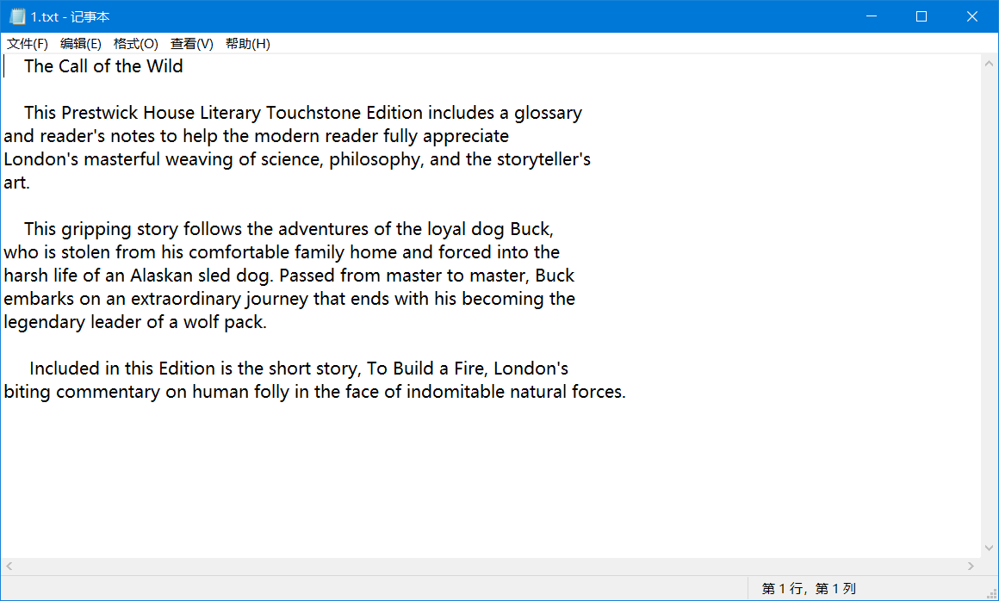 1.txt - 记事本
文件(F) 编辑(E) 格式(O) 查看(V) 帮助(H)
The Call of the Wild
This Prestwick House Literary Touchstone Edition includes a glossary
and reader's notes to help the modern reader fully appreciate
London's masterful weaving of science, philosophy, and the storyteller's
art.
This gripping story follows the adventures of the loyal dog Buck,
who is stolen from his comfortable family home and forced into the
harsh life of an Alaskan sled dog. Passed from master to master, Buck
embarks on an extraordinary journey that ends with his becoming the
legendary leader of a wolf pack.
Included in this Edition is the short story, To Build a Fire, London's
biting commentary on human folly in the face of indomitable natural forces.
第 1 行，第 1 列